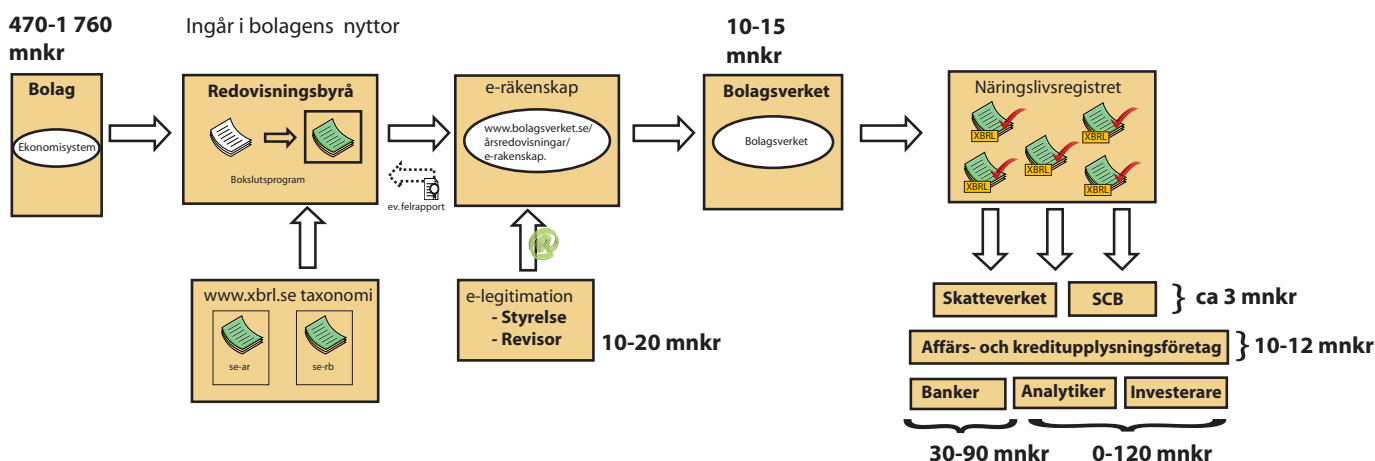 470-1 760
mnkr
Ingår i bolagens nyttor
10-15
mnkr
Bolag
Ekonomisystem
Redovisningsbyrå
Bokslutsprogram
ev.felrapport
e-räkenskap
www.bolagsverket.se/
årsredovisningar/
e-rakenskap.
Bolagsverket
Bolagsverket
Näringslivsregistret
XBRL
XBRL
XBRL
XBRL
XBRL
www.xbrl.se taxonomi
se-ar
se-rb
@
e-legitimation
- Styrelse
- Revisor
10-20 mnkr
Skatteverket
SCB
} ca 3 mnkr
Affärs- och kreditupplysningsföretag
} 10-12 mnkr
Banker
Analytiker
Investerare
30-90 mnkr
0-120 mnkr